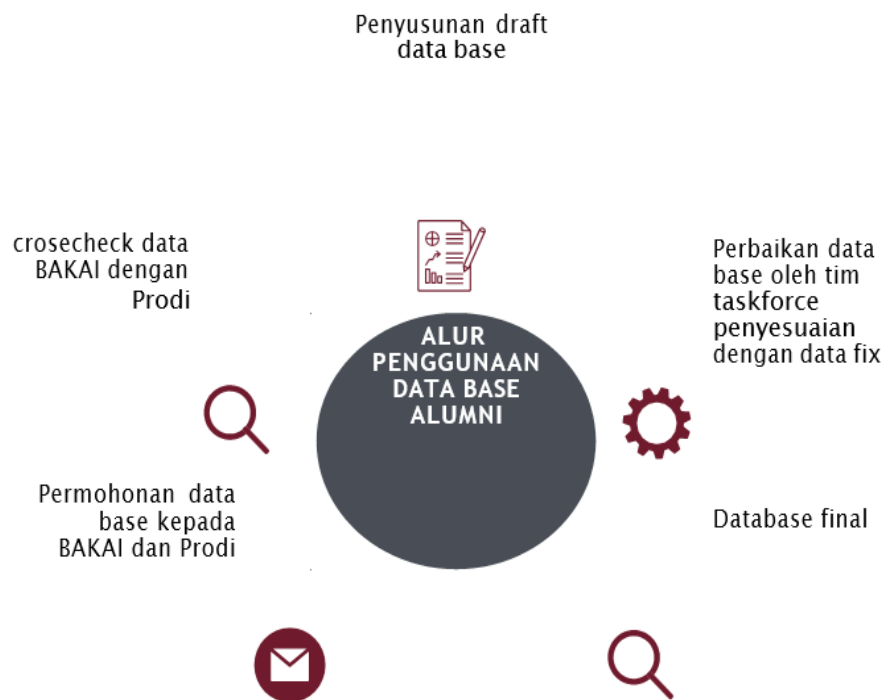 Penyusunan draft
data base
crosecheck data
BAKAI dengan
Prodi
Perbaikan data
base oleh tim
taskforce
penyesuaian
dengan data fix
ALUR
PENGGUNAAN
DATA BASE
ALUMNI
Permohonan data
base kepada
BAKAI dan Prodi
Database final